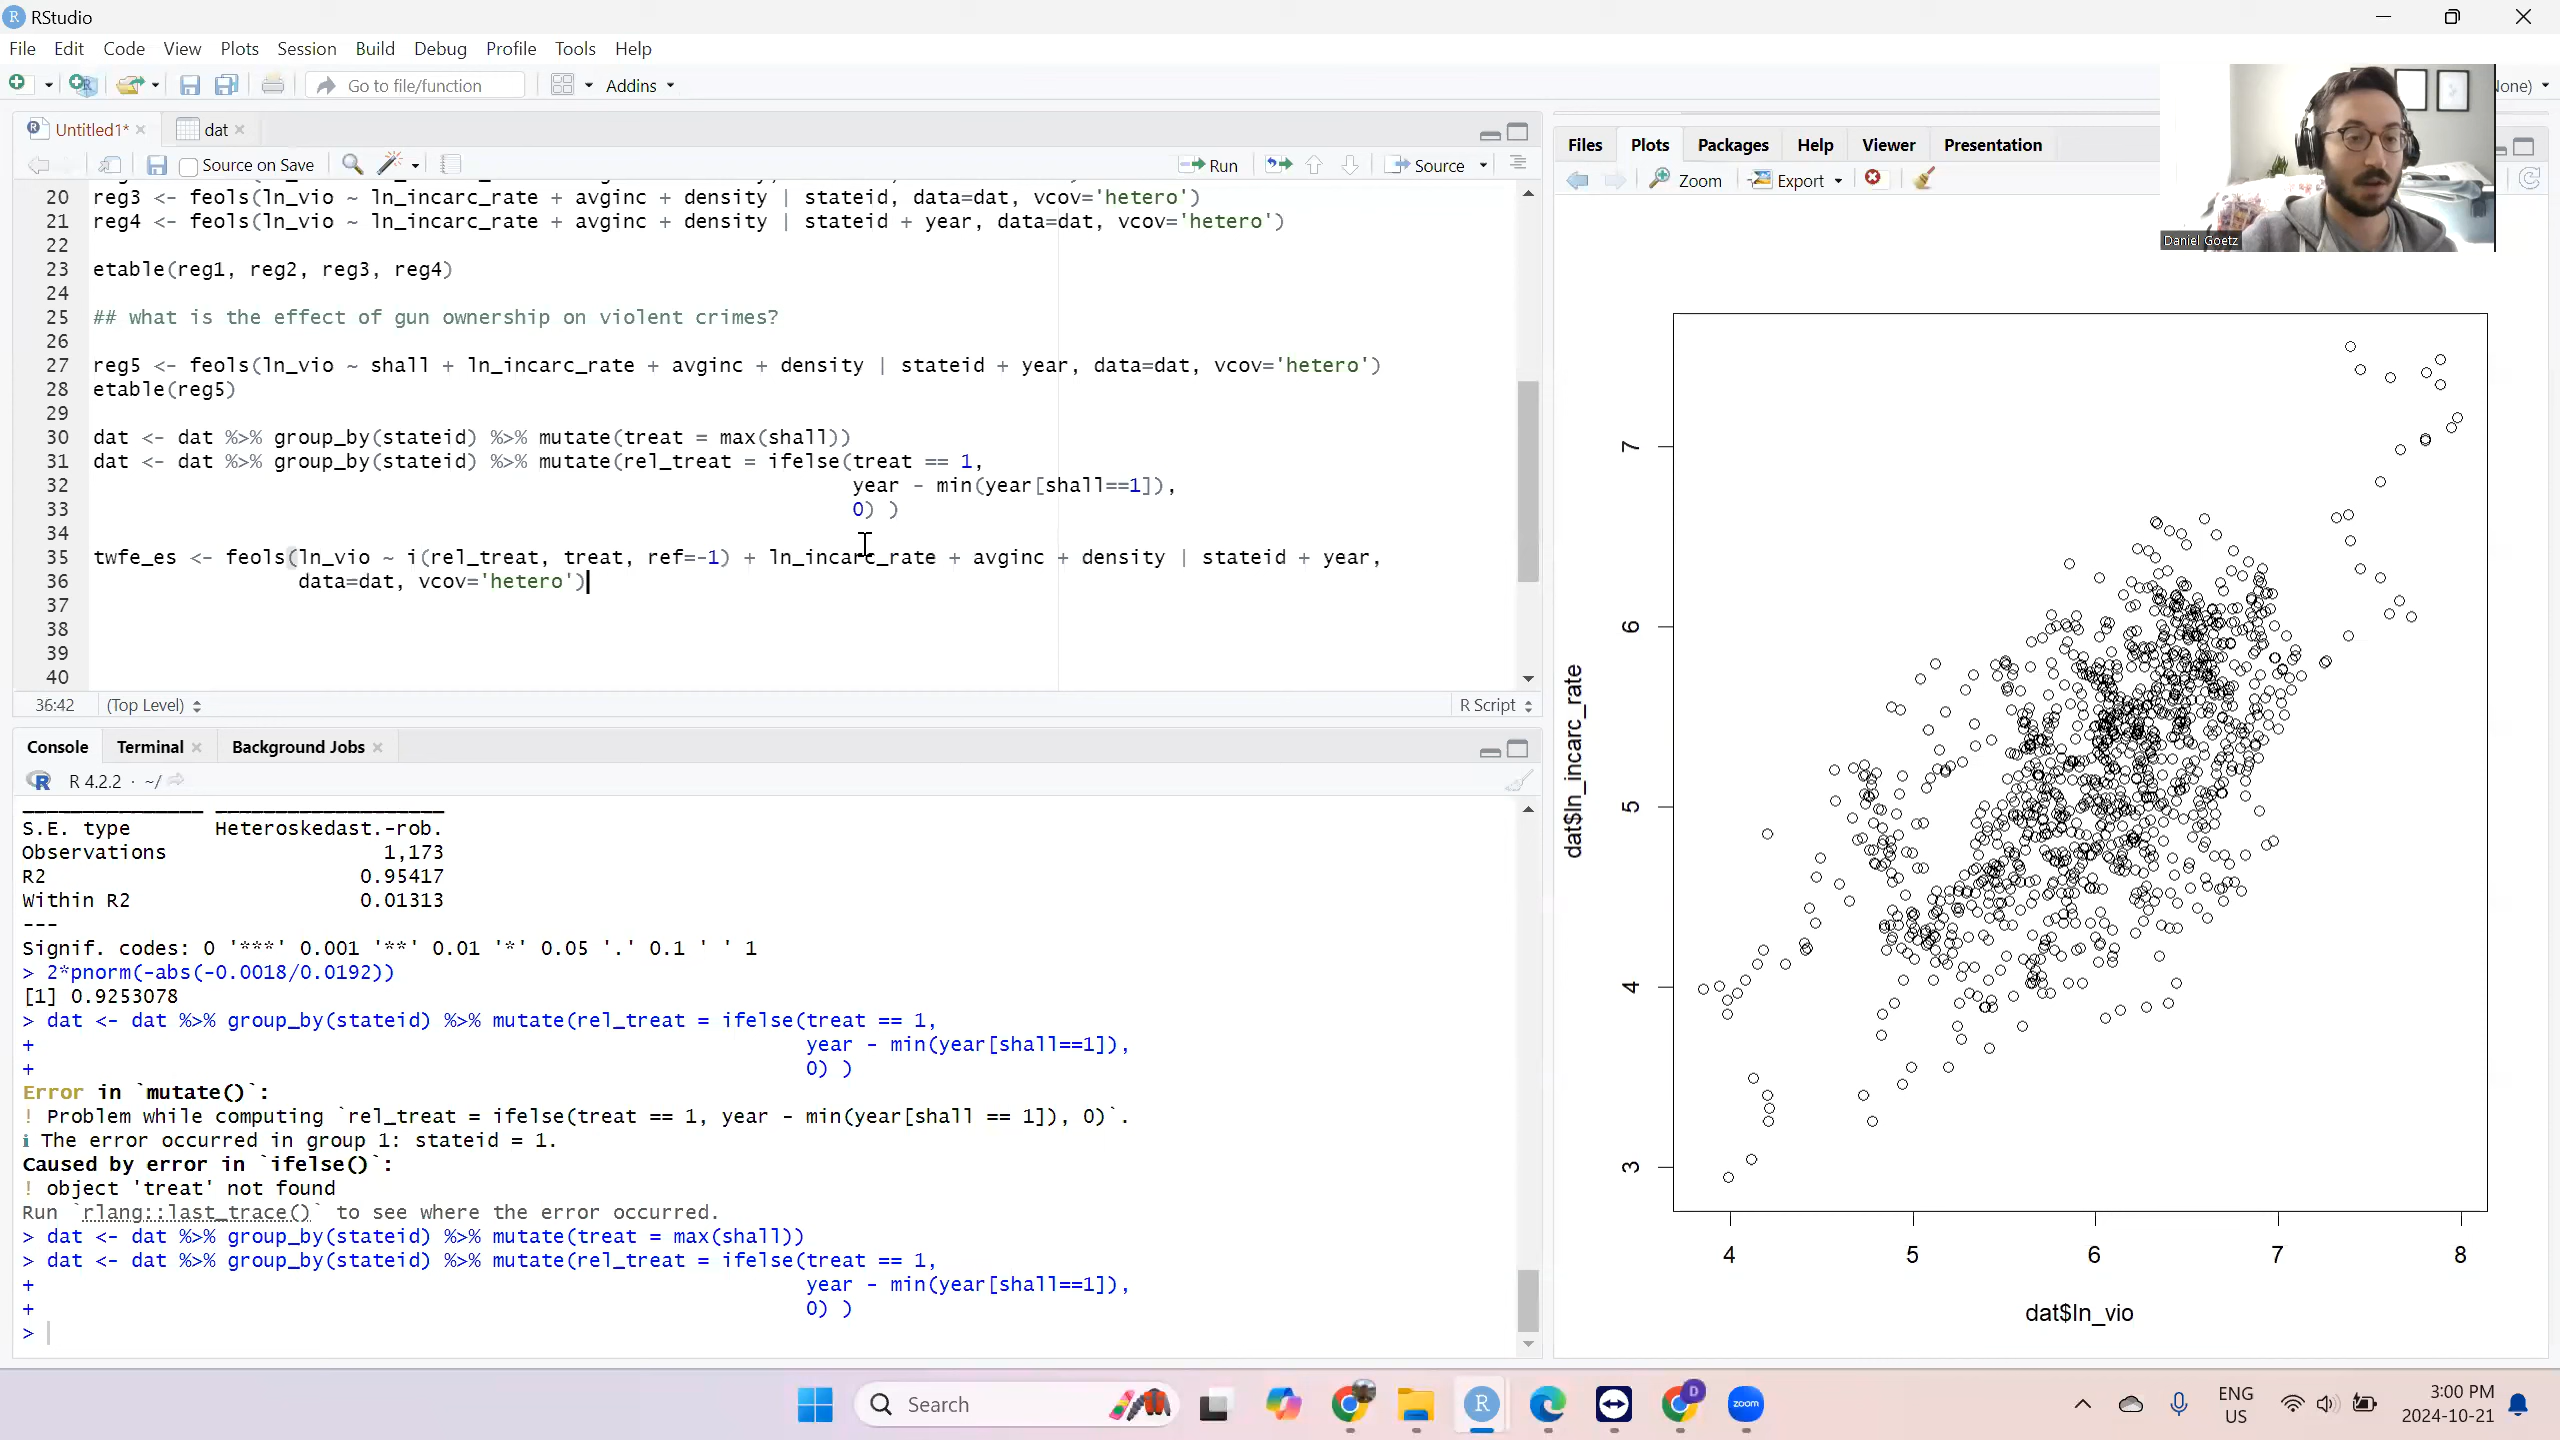 RStudio
File Edit Code View Plots Session Build Debug Profile Tools Help
Go to file/function Addins
Untitled1* dat
Source on Save Run Source
20 reg3 <- feols(ln_vio ~ ln_incarc_rate + avginc + density | stateid, data=dat, vcov='hetero')
21 reg4 <- feols(ln_vio ~ ln_incarc_rate + avginc + density | stateid + year, data=dat, vcov='hetero')
22
23 etable(reg1, reg2, reg3, reg4)
24
25 ## what is the effect of gun ownership on violent crimes?
26
27 reg5 <- feols(ln_vio ~ shall + ln_incarc_rate + avginc + density | stateid + year, data=dat, vcov='hetero')
28 etable(reg5)
29
30 dat <- dat %>% group_by(stateid) %>% mutate(treat = max(shall))
31 dat <- dat %>% group_by(stateid) %>% mutate(rel_treat = ifelse(treat == 1,
32 year - min(year[shall==1]),
33 0) )
34
35 twfe_es <- feols(ln_vio ~ i(rel_treat, treat, ref=-1) + ln_incarc_rate + avginc + density | stateid + year,
36 data=dat, vcov='hetero')
37
38
39
40
36:42 (Top Level) R Script
Console Terminal Background Jobs
R 4.2.2 · ~/
S.E. type Heteroskedast.-rob.
Observations 1,173
R2 0.95417
Within R2 0.01313
---
Signif. codes: 0 '***' 0.001 '**' 0.01 '*' 0.05 '.' 0.1 ' ' 1
> 2*pnorm(-abs(-0.0018/0.0192))
[1] 0.9253078
> dat <- dat %>% group_by(stateid) %>% mutate(rel_treat = ifelse(treat == 1,
+ year - min(year[shall==1]),
+ 0) )
Error in `mutate()`:
! Problem while computing `rel_treat = ifelse(treat == 1, year - min(year[shall == 1]), 0)`.
ℹ The error occurred in group 1: stateid = 1.
Caused by error in `ifelse()`:
! object 'treat' not found
Run `rlang::last_trace()` to see where the error occurred.
> dat <- dat %>% group_by(stateid) %>% mutate(treat = max(shall))
> dat <- dat %>% group_by(stateid) %>% mutate(rel_treat = ifelse(treat == 1,
+ year - min(year[shall==1]),
+ 0) )
>
Files Plots Packages Help Viewer Presentation
Zoom Export
Daniel Goetz
dat$ln_incarc_rate
7
6
5
4
3
4 5 6 7 8
dat$ln_vio
Search
zoom
ENG
US
3:00 PM
2024-10-21